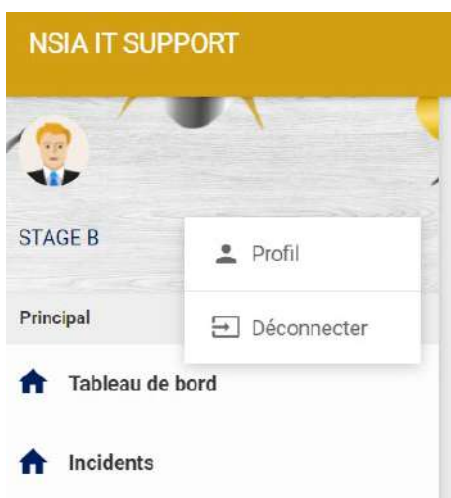 NSIA IT SUPPORT
STAGE B
Profil
Principal
Déconnecter
Tableau de bord
Incidents